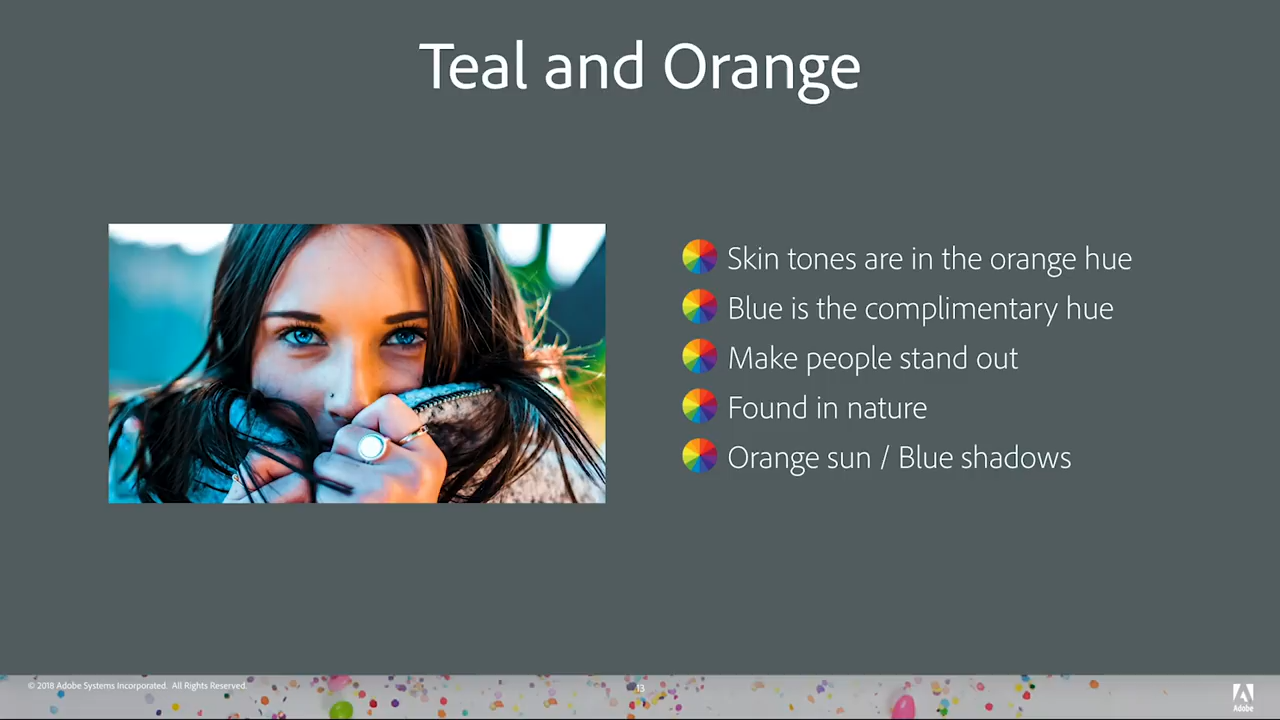 Teal and Orange
Skin tones are in the orange hue
Blue is the complimentary hue
Make people stand out
Found in nature
Orange sun / Blue shadows
© 2018 Adobe Systems Incorporated. All Rights Reserved.
13
Adobe